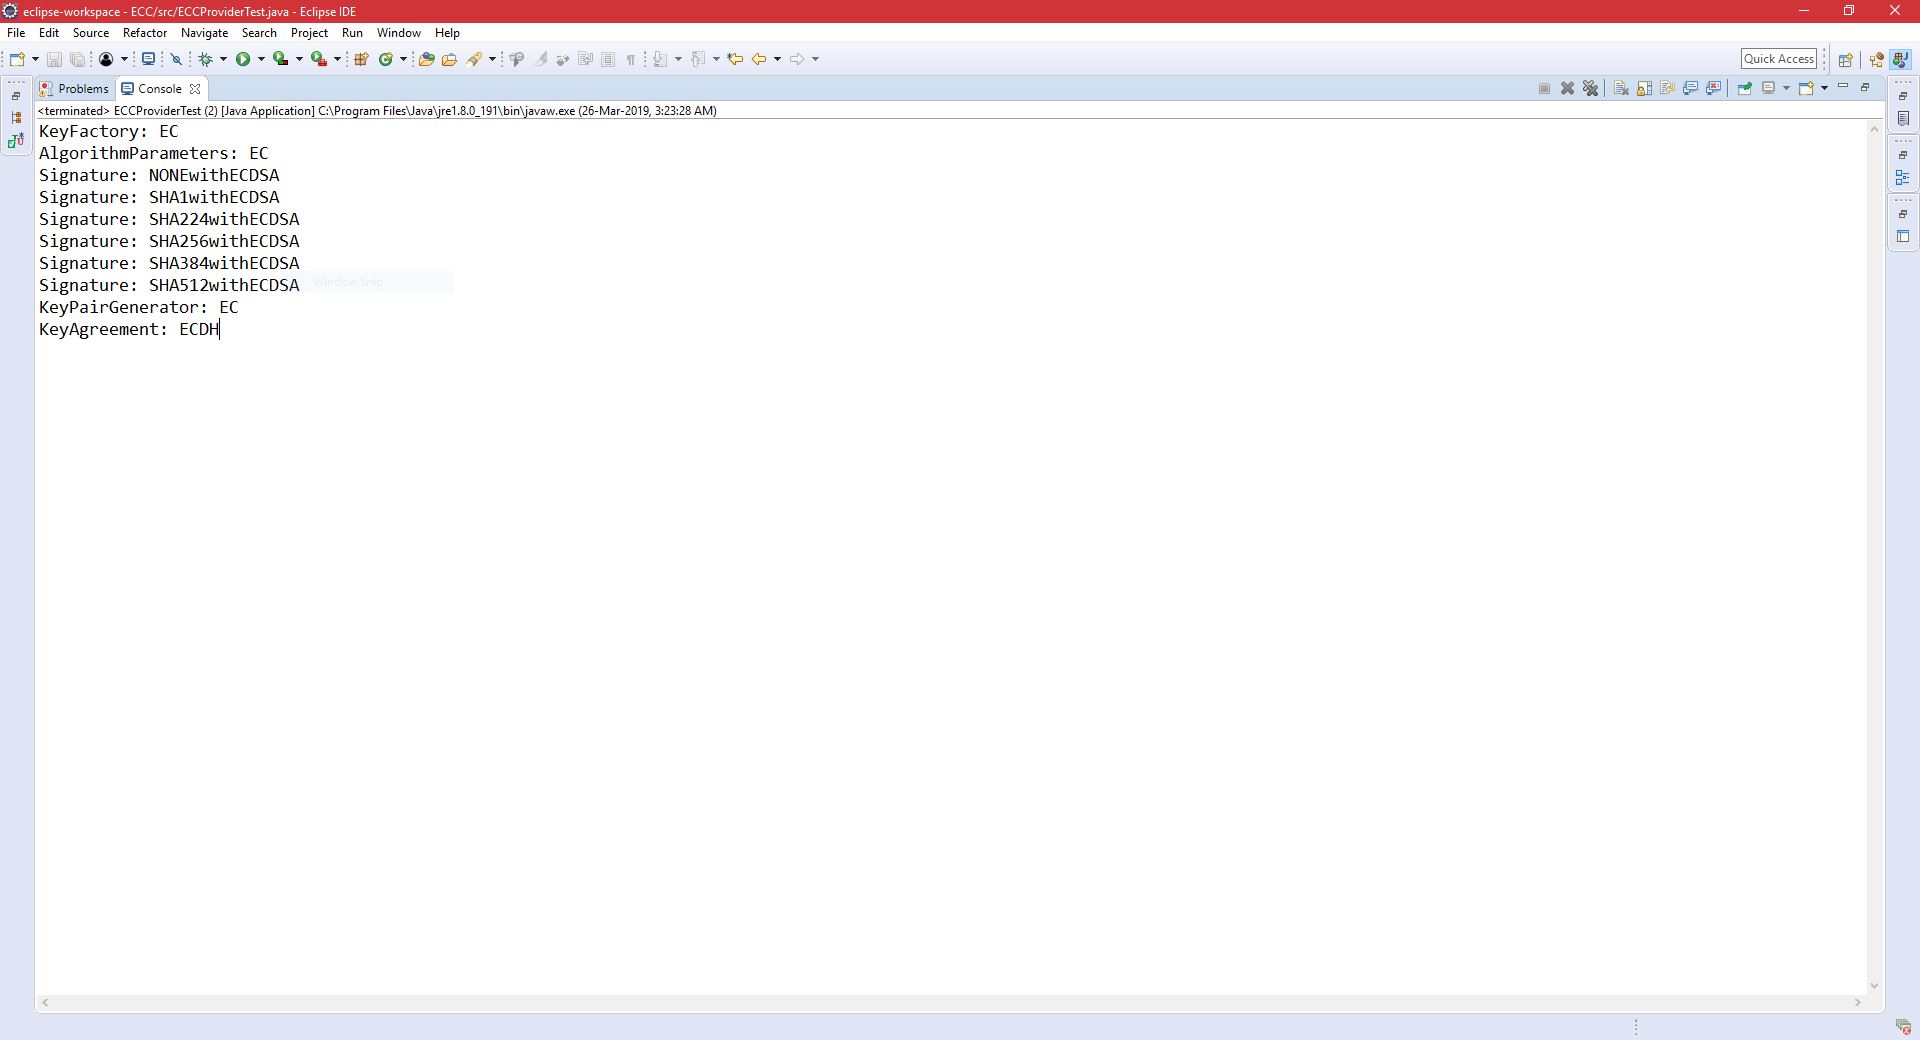 eclipse-workspace - ECC/src/ECCProviderTest.java - Eclipse IDE
File Edit Source Refactor Navigate Search Project Run Window Help
Quick Access
Problems Console
<terminated> ECCProviderTest (2) [Java Application] C:\Program Files\Java\jre1.8.0_191\bin\javaw.exe (26-Mar-2019, 3:23:28 AM)
KeyFactory: EC
AlgorithmParameters: EC
Signature: NONEwithECDSA
Signature: SHA1withECDSA
Signature: SHA224withECDSA
Signature: SHA256withECDSA
Signature: SHA384withECDSA
Signature: SHA512withECDSA
Window Snip
KeyPairGenerator: EC
KeyAgreement: ECDH